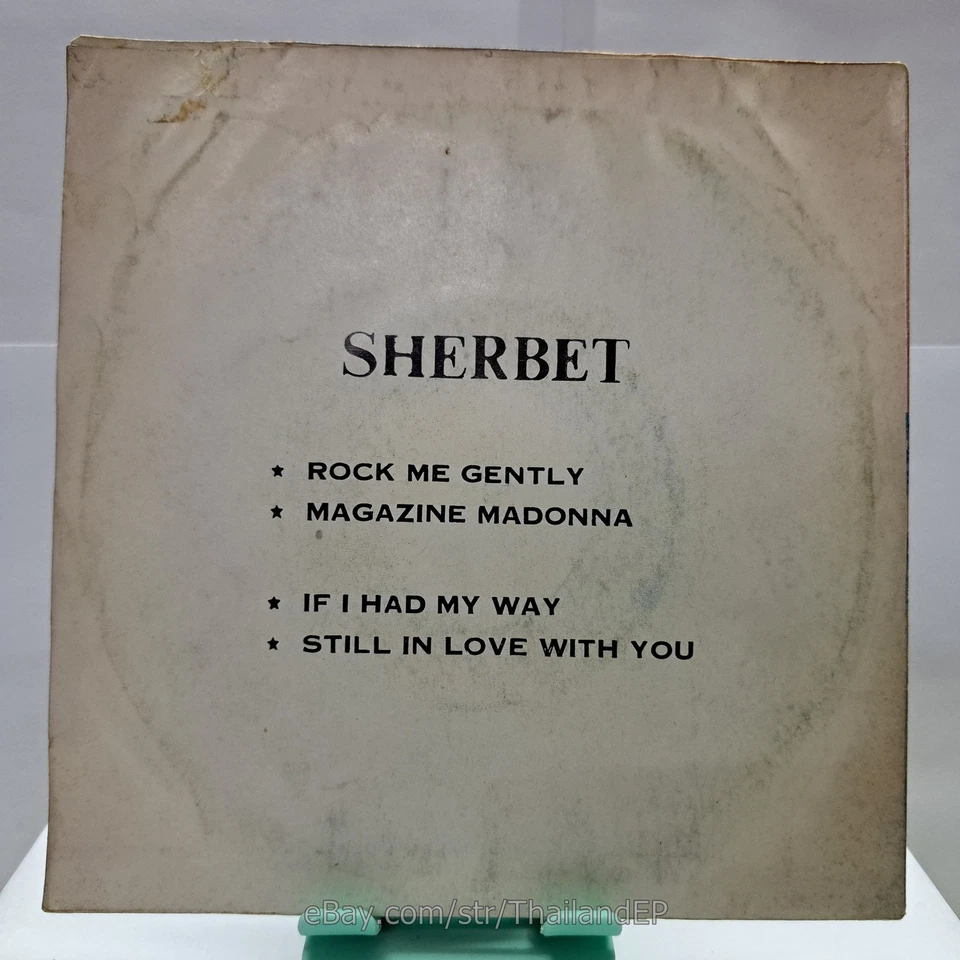 SHERBET
★ ROCK ME GENTLY
★ MAGAZINE MADONNA
★ IF I HAD MY WAY
★ STILL IN LOVE WITH YOU
eBay.com/str/ThailandEP